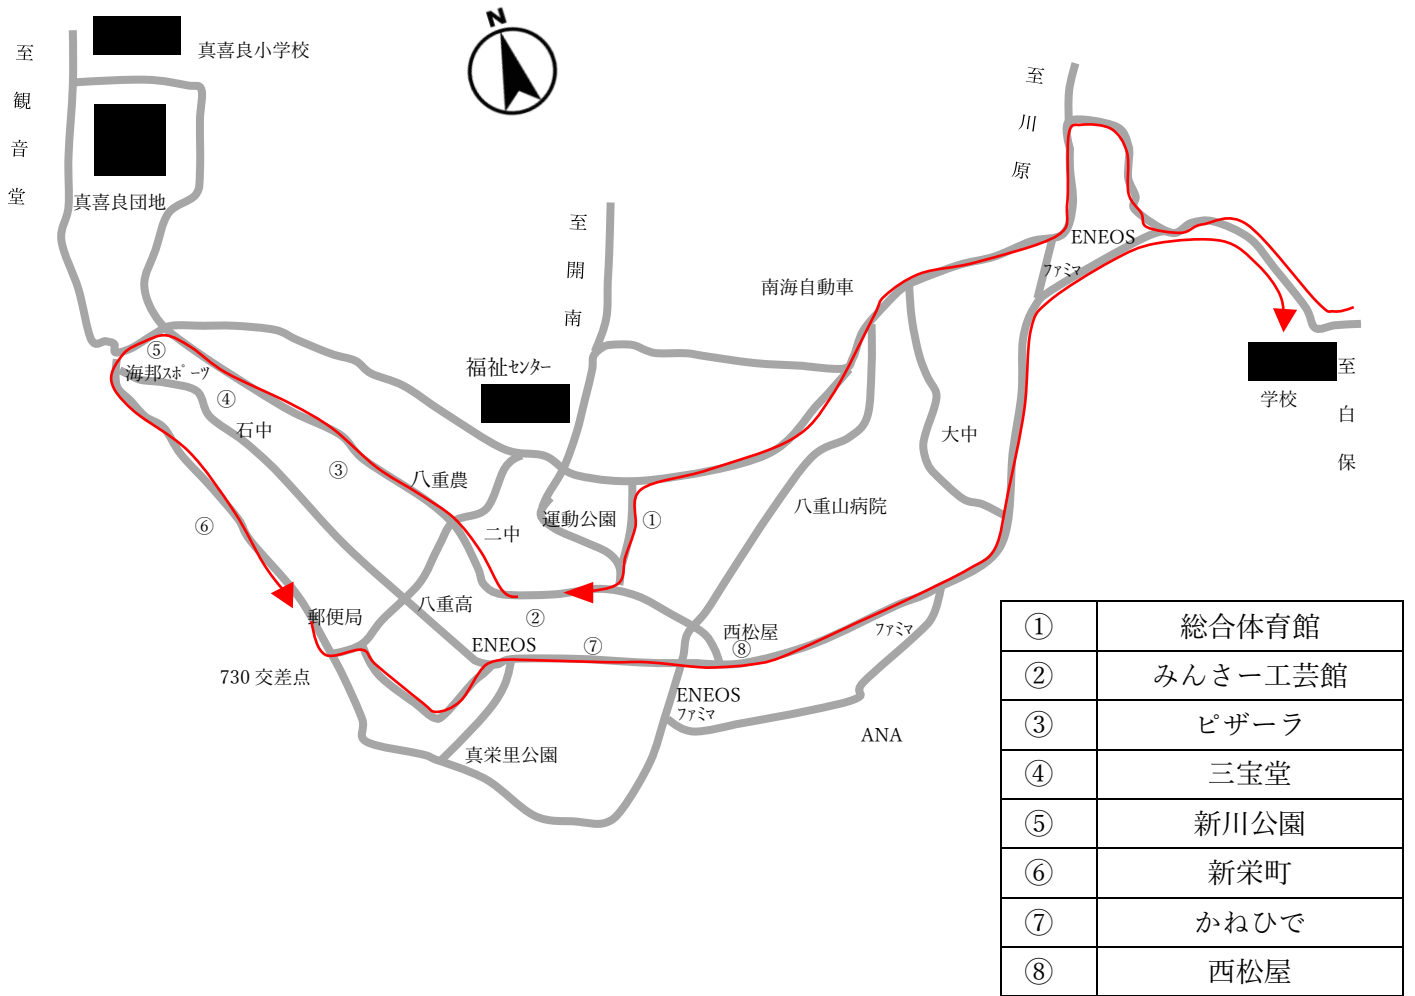 N
真喜良小学校
至観音堂
真喜良団地
至川原
ENEOS
ファミマ
至開南
南海自動車
福祉センター
⑤
海邦スポーツ
④
石中
③
八重農
二中
運動公園
①
八重山病院
大中
学校
至白保
⑥
郵便局
八重高
②
ENEOS
⑦
西松屋
⑧
ファミマ
730 交差点
ENEOS
ファミマ
ANA
真栄里公園
① 総合体育館
② みんさー工芸館
③ ピザーラ
④ 三宝堂
⑤ 新川公園
⑥ 新栄町
⑦ かねひで
⑧ 西松屋